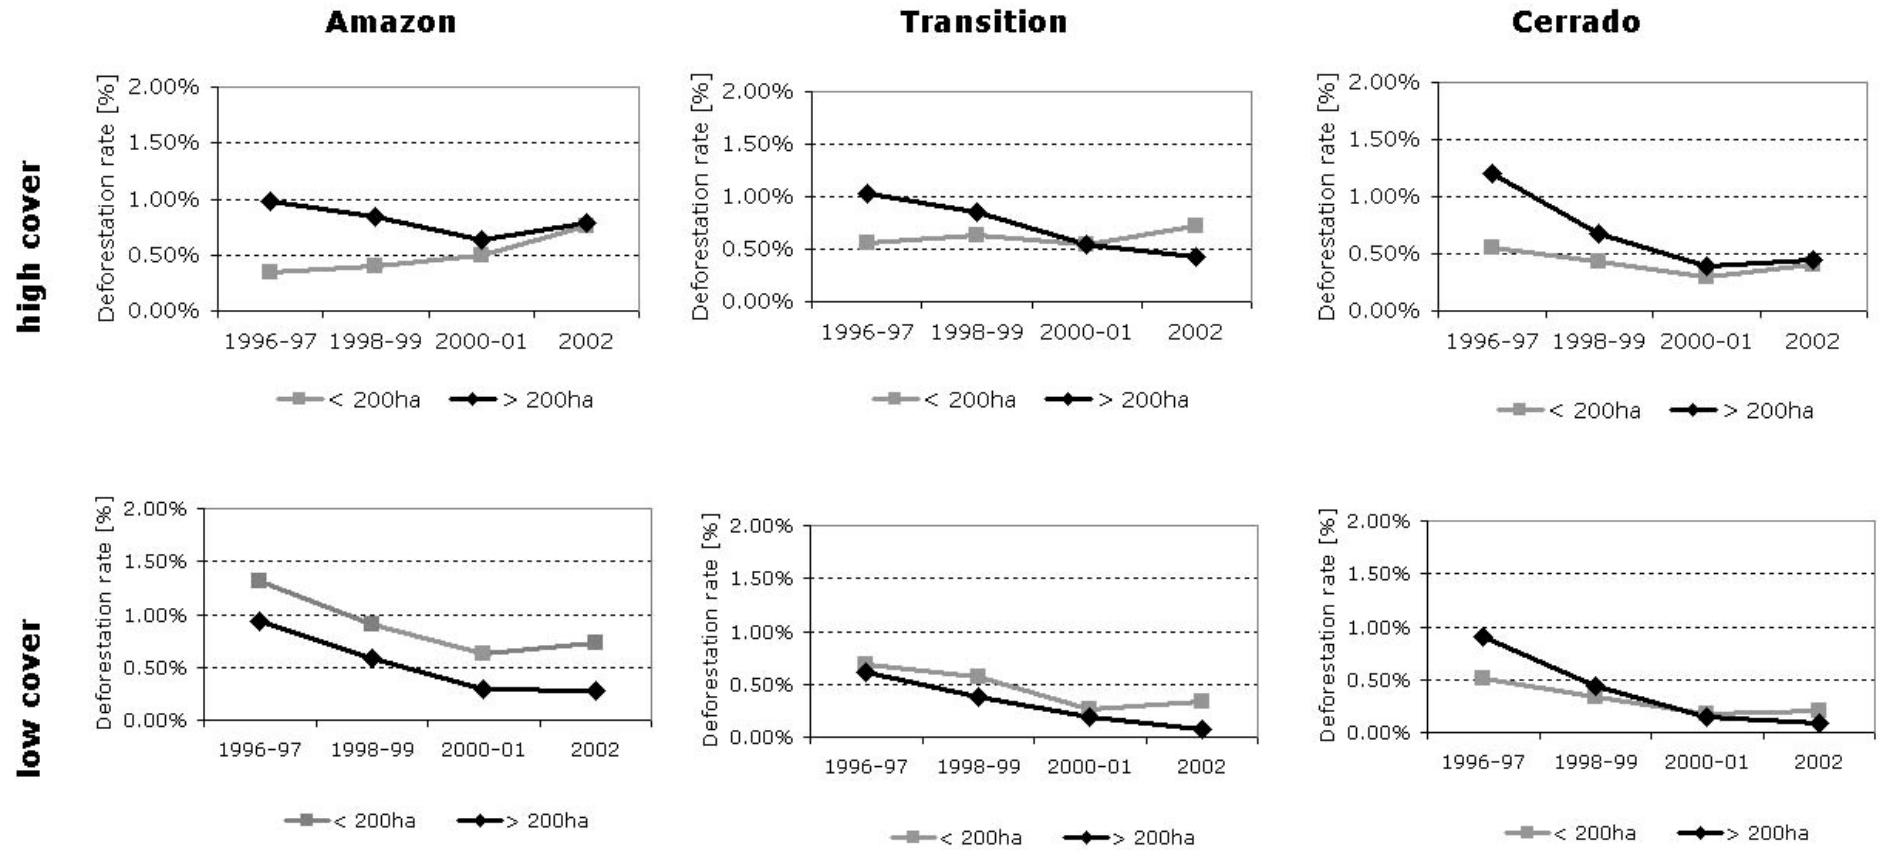 Amazon
Transition
Cerrado
high cover
Deforestation rate [%]
2.00%
1.50%
1.00%
0.50%
0.00%
1996-97 1998-99 2000-01 2002
< 200ha > 200ha
Deforestation rate [%]
2.00%
1.50%
1.00%
0.50%
0.00%
1996-97 1998-99 2000-01 2002
< 200ha > 200ha
Deforestation rate [%]
2.00%
1.50%
1.00%
0.50%
0.00%
1996-97 1998-99 2000-01 2002
< 200ha > 200ha
low cover
Deforestation rate [%]
2.00%
1.50%
1.00%
0.50%
0.00%
1996-97 1998-99 2000-01 2002
< 200ha > 200ha
Deforestation rate [%]
2.00%
1.50%
1.00%
0.50%
0.00%
1996-97 1998-99 2000-01 2002
< 200ha > 200ha
Deforestation rate [%]
2.00%
1.50%
1.00%
0.50%
0.00%
1996-97 1998-99 2000-01 2002
< 200ha > 200ha